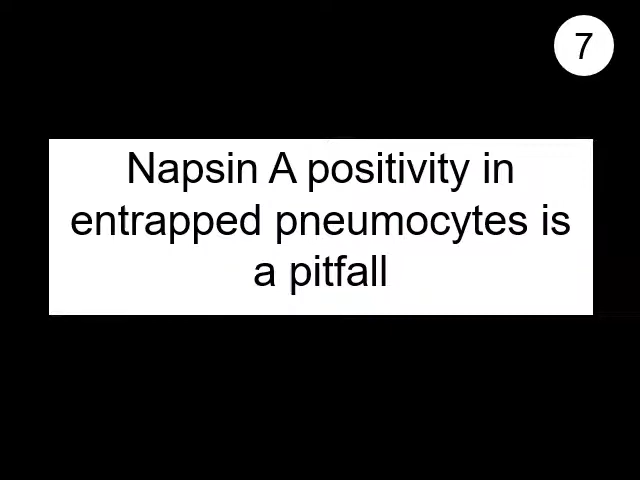 7
Napsin A positivity in
entrapped pneumocytes is
a pitfall